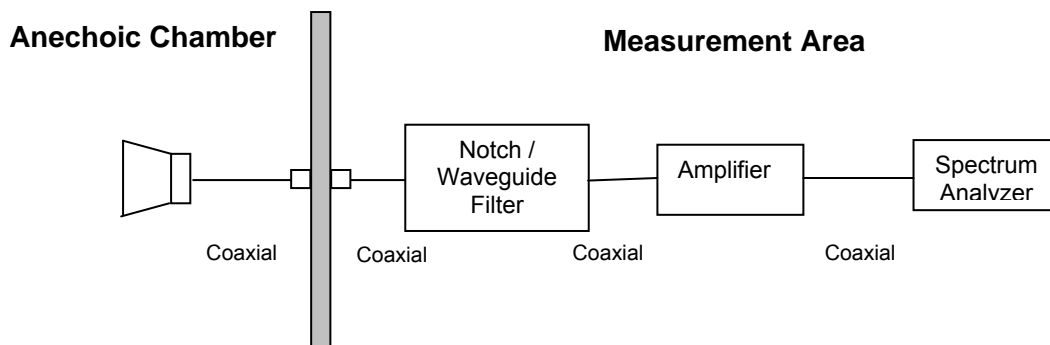 Anechoic Chamber
Measurement Area
Notch /
Waveguide
Filter
Amplifier
Spectrum
Analyzer
Coaxial
Coaxial
Coaxial
Coaxial